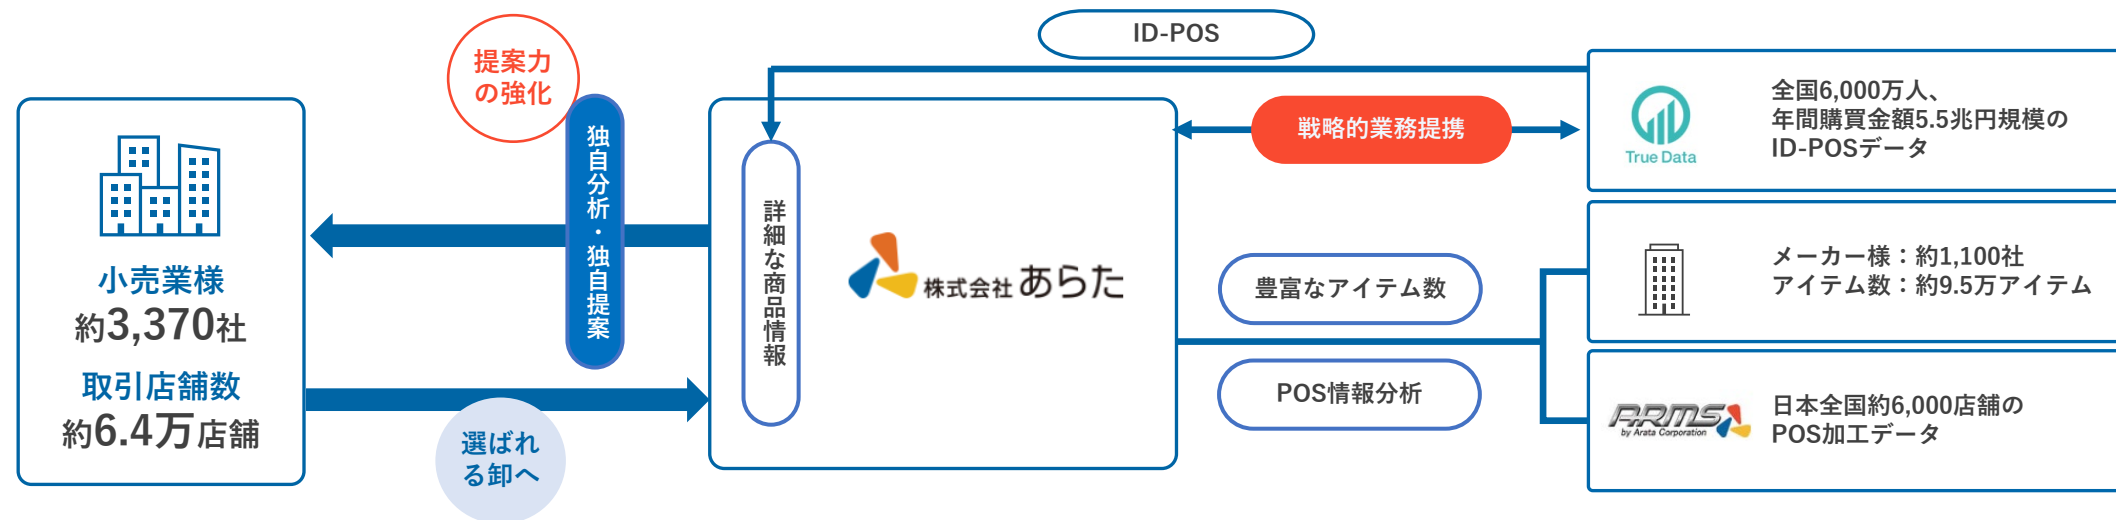 小売業様
約3,370社
取引店舗数
約6.4万店舗
提案力
の強化
独自分析・独自提案
選ばれ
る卸へ
詳細な商品情報
株式会社あらた
ID-POS
戦略的業務提携
豊富なアイテム数
POS情報分析
True Data
全国6,000万人、
年間購買金額5.5兆円規模の
ID-POSデータ
メーカー様：約1,100社
アイテム数：約9.5万アイテム
ARMS
by Arata Corporation
日本全国約6,000店舗の
POS加工データ